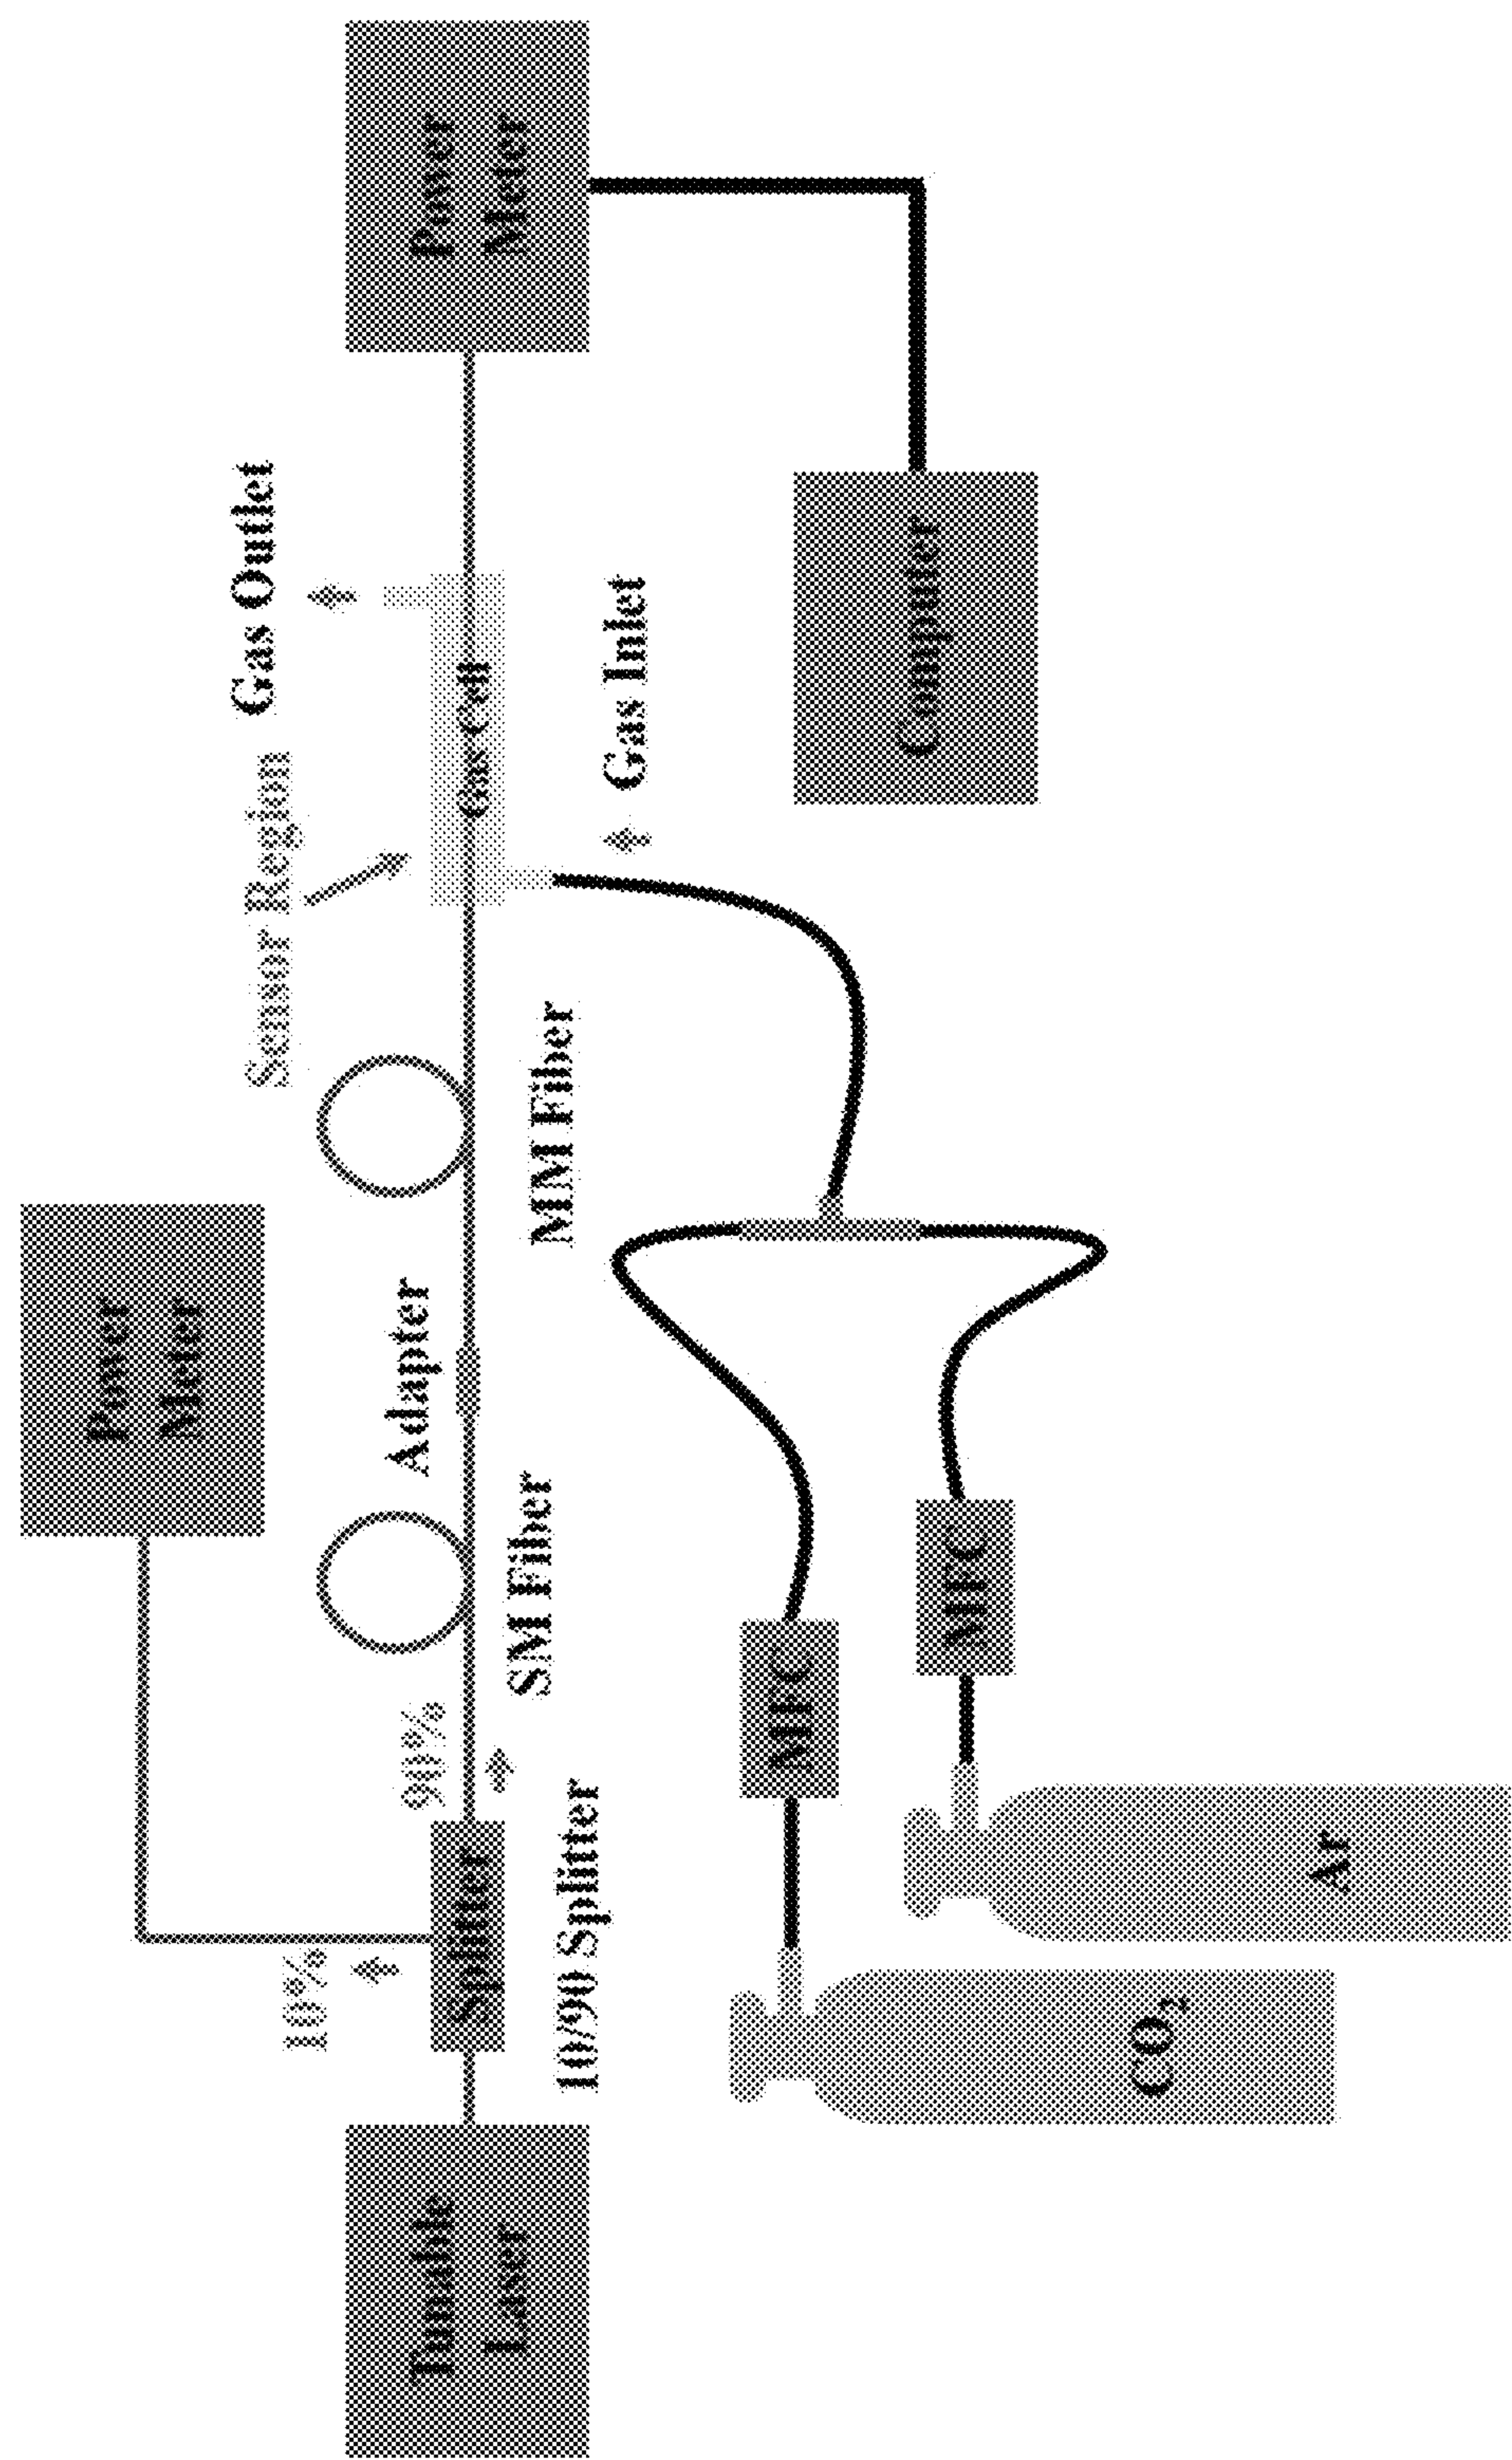 Power
Meter
10%
90%
Adapter
Sensor Region
Gas Outlet
Tunable
Laser
Splitter
Gas Cell
Power
Meter
10/90 Splitter
SM Fiber
MM Fiber
Gas Inlet
MFC
MFC
Computer
CO₂
Ar